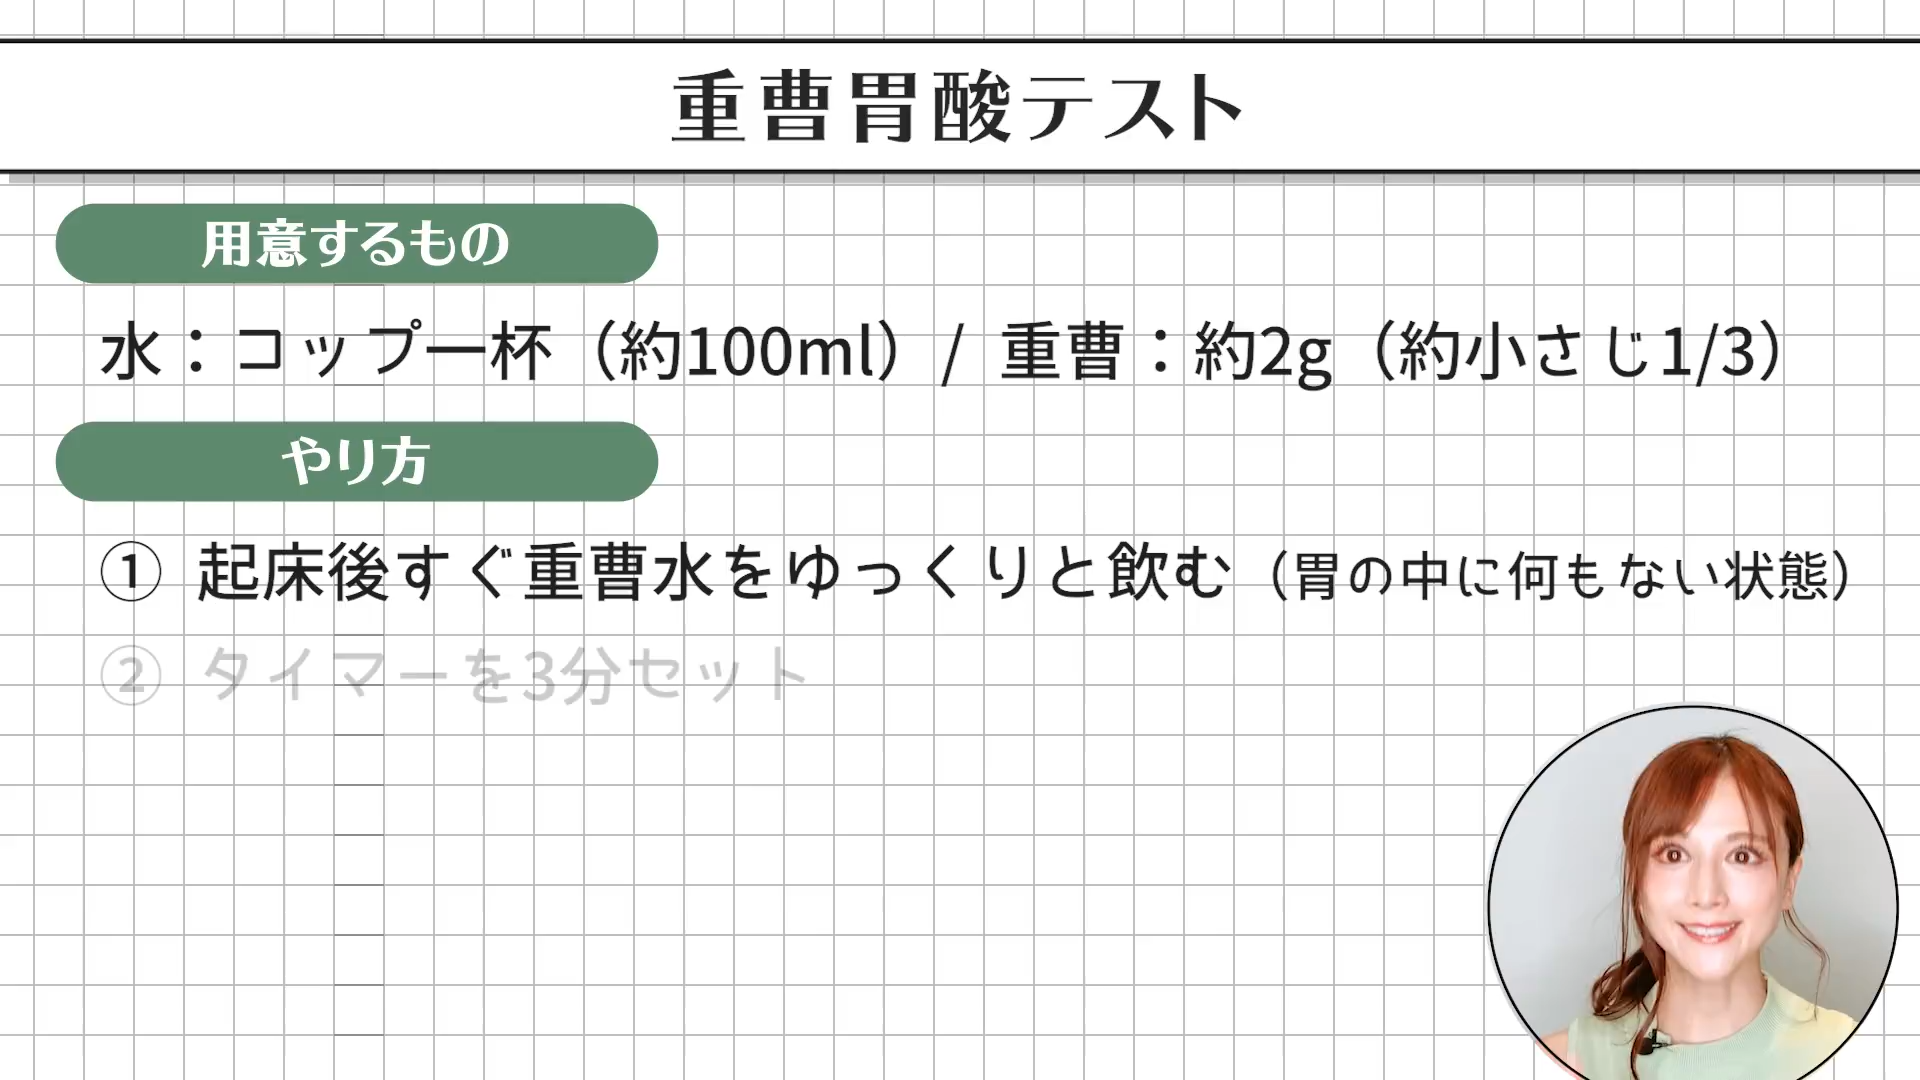 重曹胃酸テスト
用意するもの
水：コップ一杯（約100ml）/ 重曹：約2g（約小さじ1/3）
やり方
① 起床後すぐ重曹水をゆっくりと飲む（胃の中に何もない状態）
② タイマーを3分セット